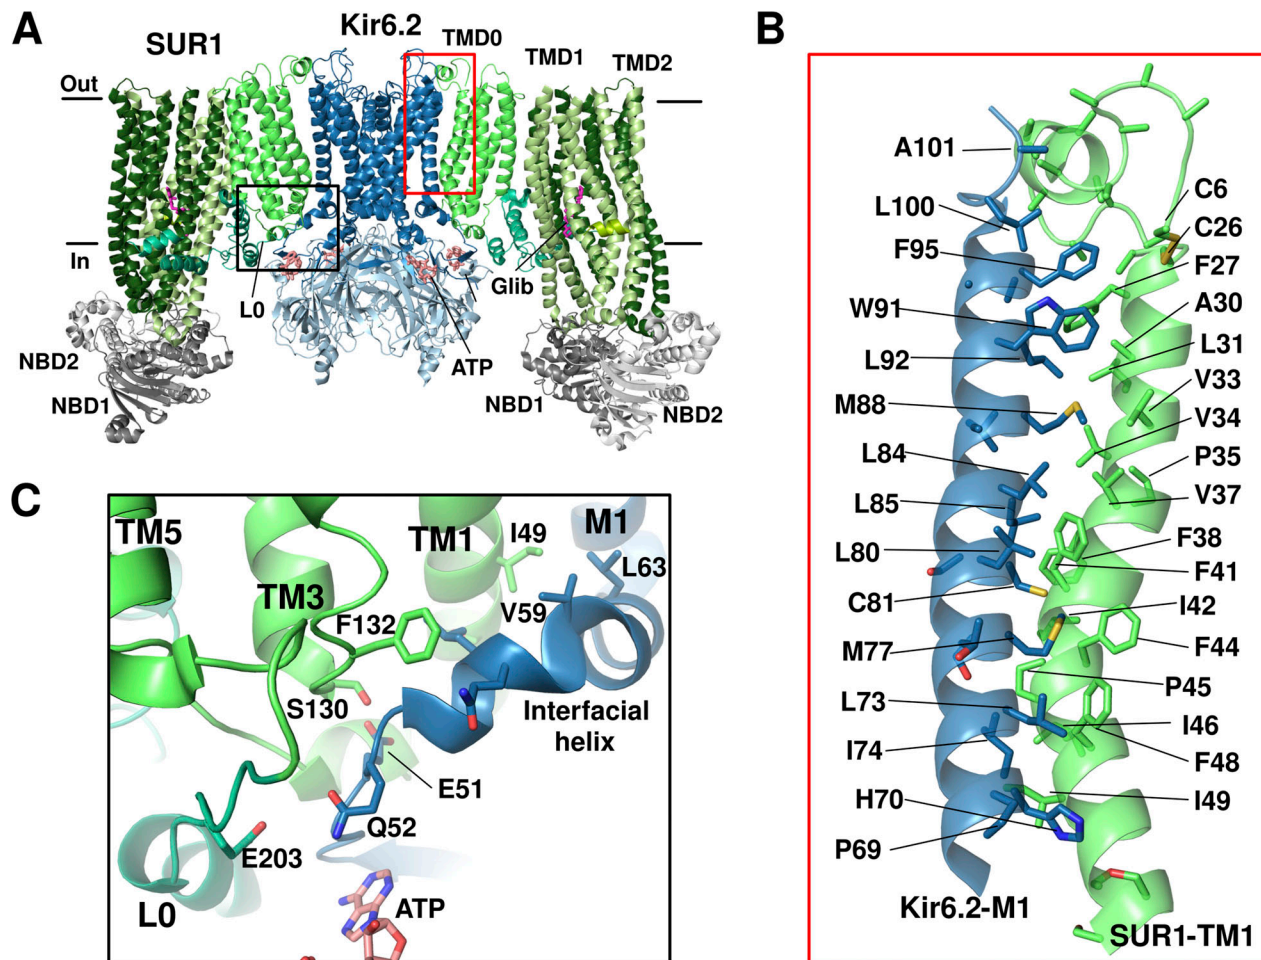 A
SUR1
Kir6.2
TMD0
TMD1
TMD2
Out
In
L0
Glib
ATP
NBD2
NBD1
NBD1
NBD2
B
A101
L100
F95
W91
L92
M88
L84
L85
L80
C81
M77
L73
I74
H70
P69
C6
C26
F27
A30
L31
V33
V34
P35
V37
F38
F41
I42
F44
P45
I46
F48
I49
Kir6.2-M1
SUR1-TM1
C
TM5
TM3
TM1
I49
M1
L63
V59
F132
S130
Interfacial
helix
E51
Q52
E203
L0
ATP